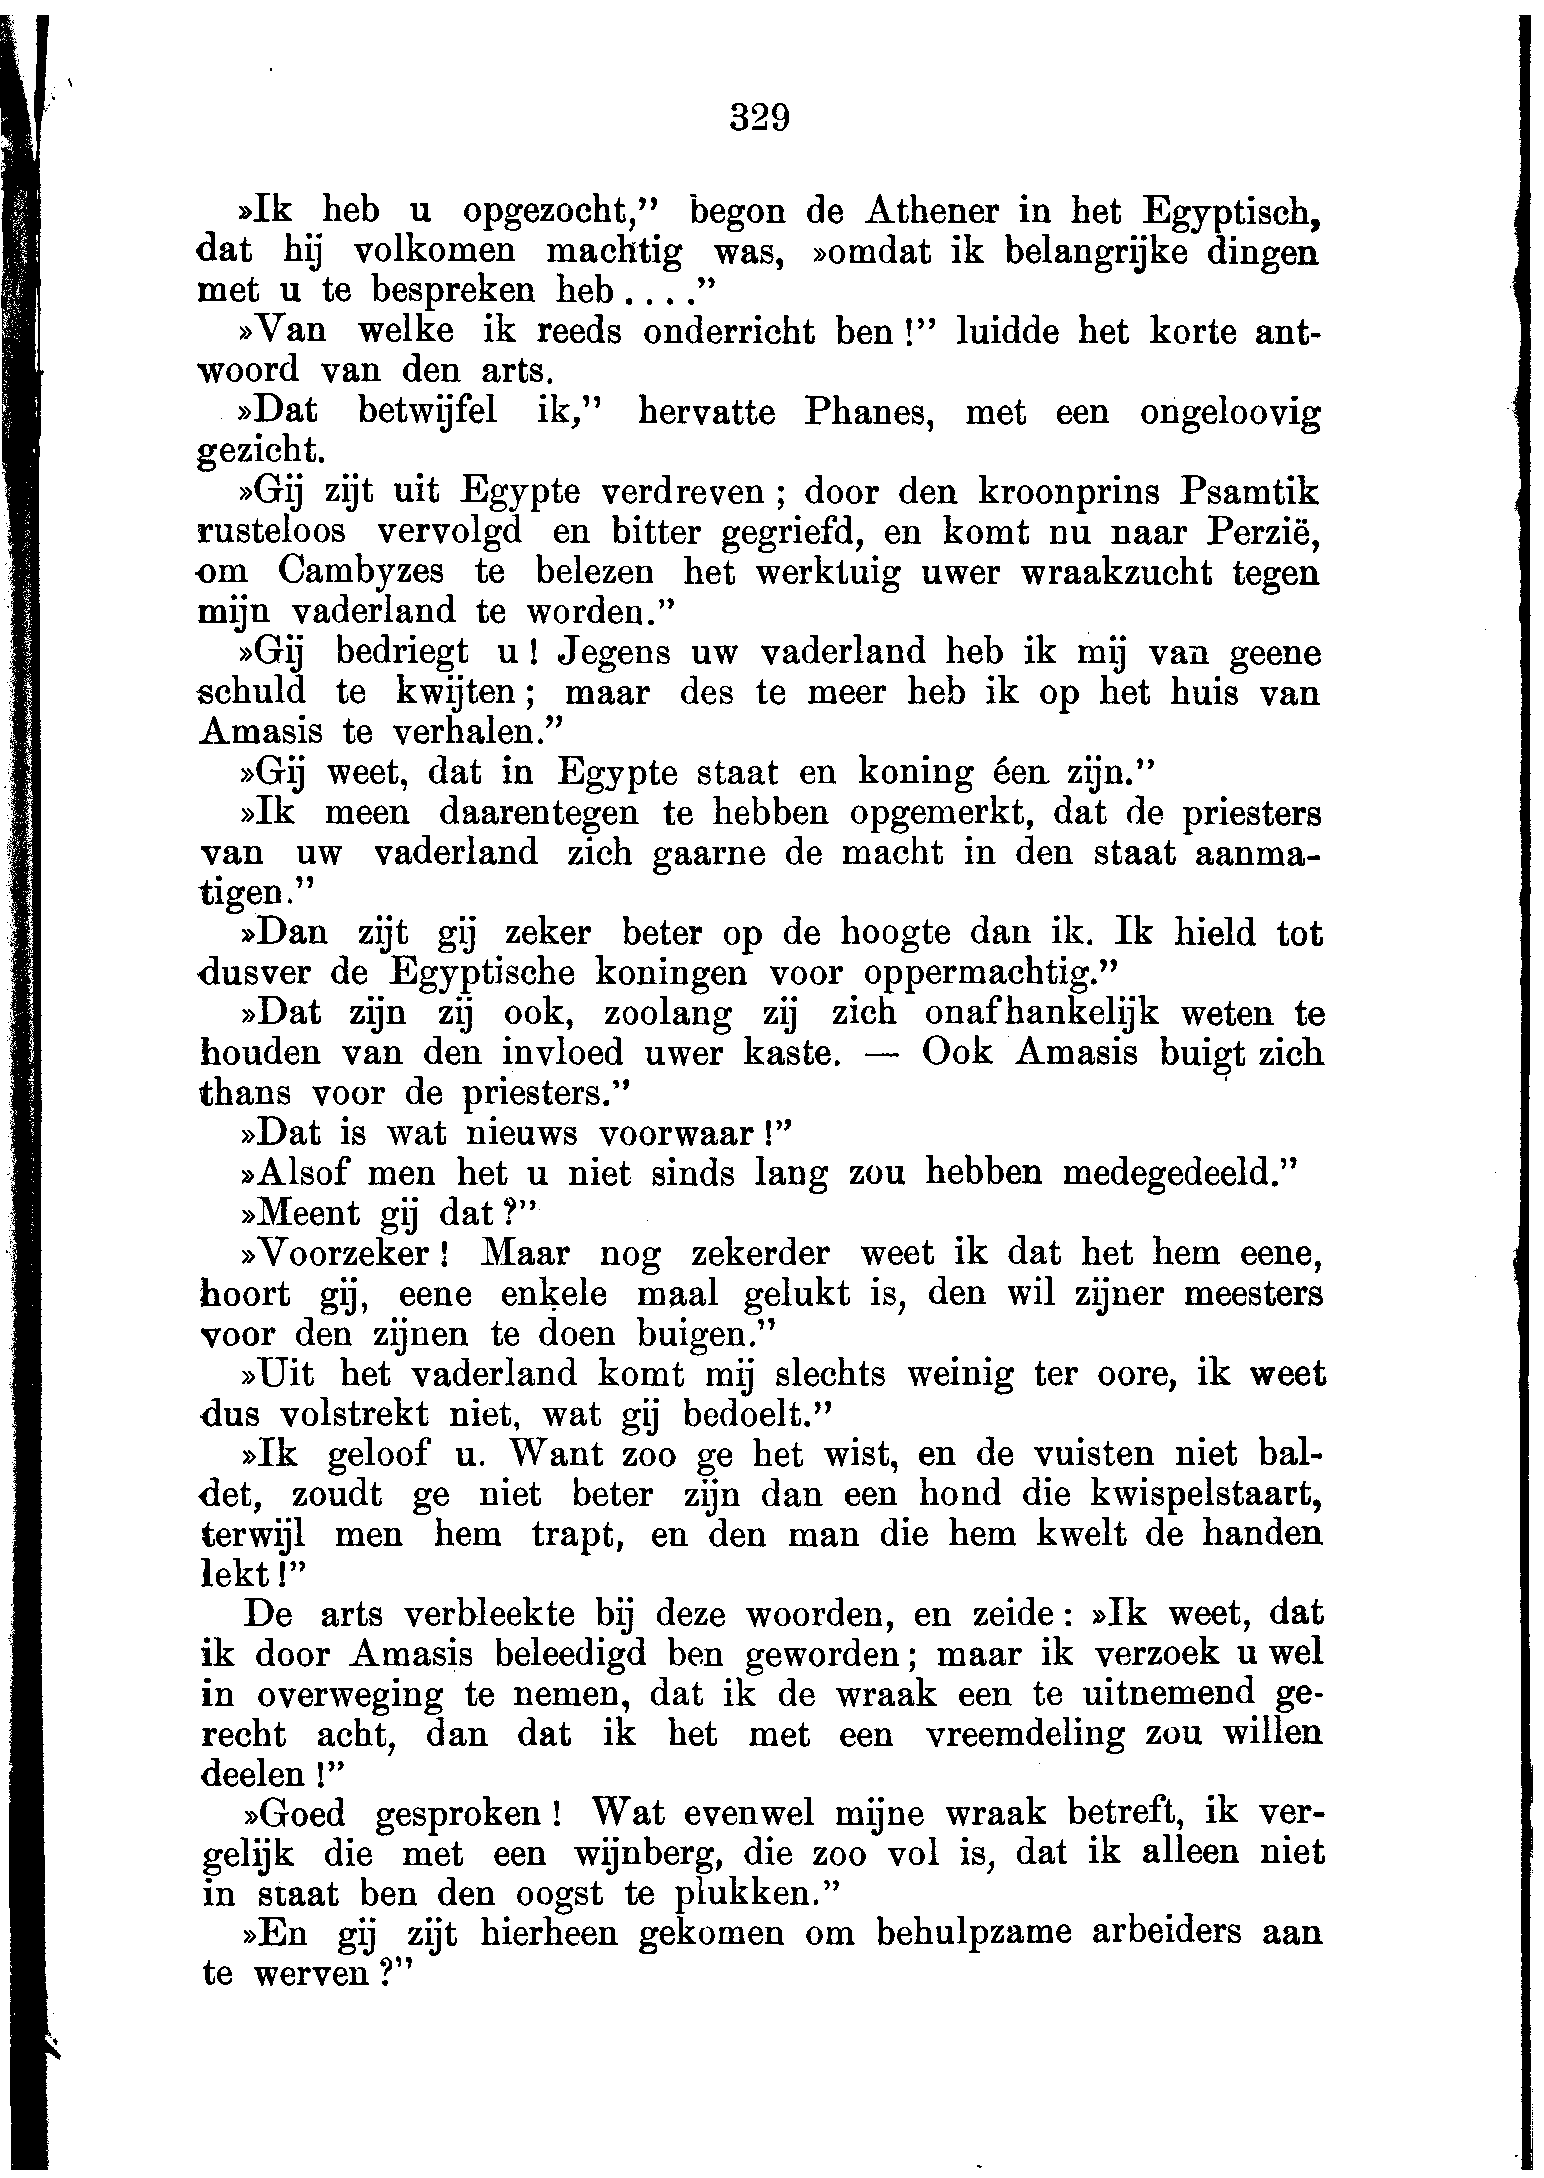 329
»Ik heb u opgezocht,” begon de Athener in het Egyptisch,
dat hij volkomen machtig was, »omdat ik belangrijke dingen
met u te bespreken heb . . . .”
»Van welke ik reeds onderricht ben !” luidde het korte ant-
woord van den arts.
»Dat betwijfel ik,” hervatte Phanes, met een ongeloovig
gezicht.
»Gij zijt uit Egypte verdreven ; door den kroonprins Psamtik
rusteloos vervolgd en bitter gegriefd, en komt nu naar Perzië,
om Cambyzes te belezen het werktuig uwer wraakzucht tegen
mijn vaderland te worden.”
»Gij bedriegt u ! Jegens uw vaderland heb ik mij van geene
schuld te kwijten ; maar des te meer heb ik op het huis van
Amasis te verhalen.”
»Gij weet, dat in Egypte staat en koning éen zijn.”
»Ik meen daarentegen te hebben opgemerkt, dat de priesters
van uw vaderland zich gaarne de macht in den staat aanma-
tigen.”
»Dan zijt gij zeker beter op de hoogte dan ik. Ik hield tot
dusver de Egyptische koningen voor oppermachtig.”
»Dat zijn zij ook, zoolang zij zich onafhankelijk weten te
houden van den invloed uwer kaste. — Ook Amasis buigt zich
thans voor de priesters.”
»Dat is wat nieuws voorwaar !”
»Alsof men het u niet sinds lang zou hebben medegedeeld.”
»Meent gij dat ?”
»Voorzeker ! Maar nog zekerder weet ik dat het hem eene,
hoort gij, eene enkele maal gelukt is, den wil zijner meesters
voor den zijnen te doen buigen.”
»Uit het vaderland komt mij slechts weinig ter oore, ik weet
dus volstrekt niet, wat gij bedoelt.”
»Ik geloof u. Want zoo ge het wist, en de vuisten niet bal-
det, zoudt ge niet beter zijn dan een hond die kwispelstaart,
terwijl men hem trapt, en den man die hem kwelt de handen
lekt !”
De arts verbleekte bij deze woorden, en zeide : »Ik weet, dat
ik door Amasis beleedigd ben geworden ; maar ik verzoek u wel
in overweging te nemen, dat ik de wraak een te uitnemend ge-
recht acht, dan dat ik het met een vreemdeling zou willen
deelen !”
»Goed gesproken ! Wat evenwel mijne wraak betreft, ik ver-
gelijk die met een wijnberg, die zoo vol is, dat ik alleen niet
in staat ben den oogst te plukken.”
»En gij zijt hierheen gekomen om behulpzame arbeiders aan
te werven ?”